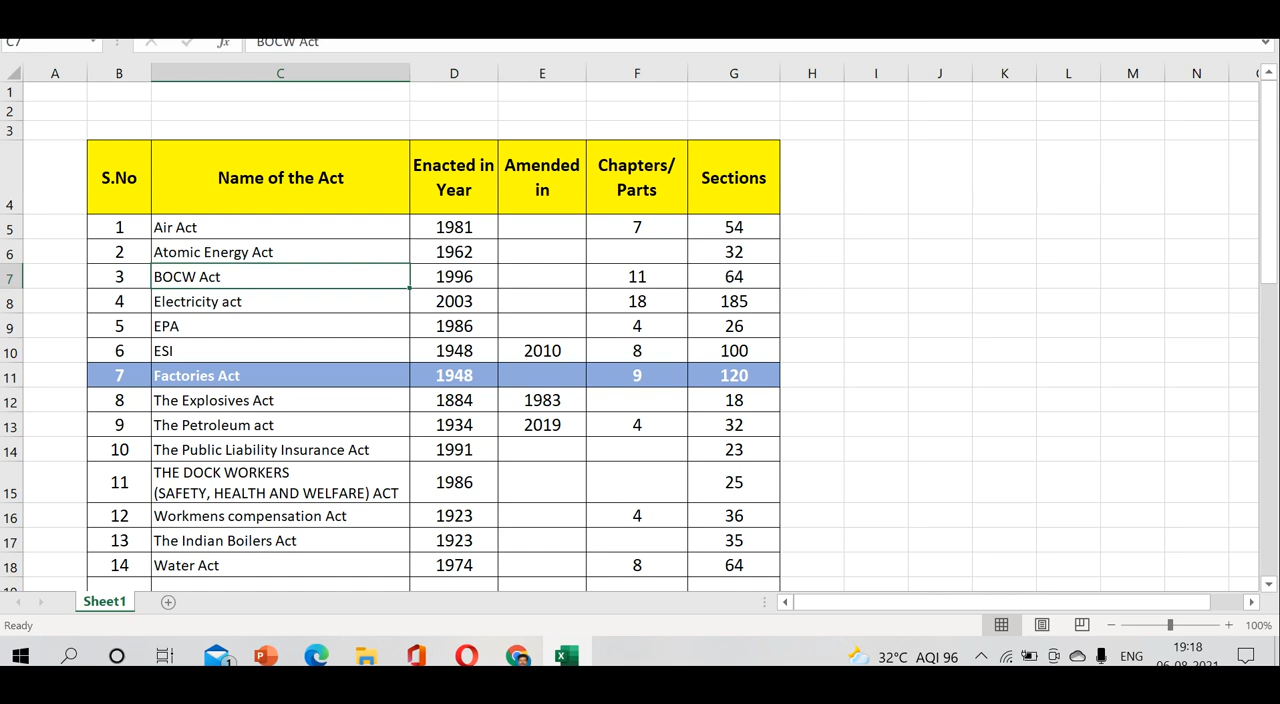 C7 fx BOCW Act
A B C D E F G H I J K L M N
1
2
3
4 S.No Name of the Act Enacted in Year Amended in Chapters/ Parts Sections
5 1 Air Act 1981 7 54
6 2 Atomic Energy Act 1962 32
7 3 BOCW Act 1996 11 64
8 4 Electricity act 2003 18 185
9 5 EPA 1986 4 26
10 6 ESI 1948 2010 8 100
11 7 Factories Act 1948 9 120
12 8 The Explosives Act 1884 1983 18
13 9 The Petroleum act 1934 2019 4 32
14 10 The Public Liability Insurance Act 1991 23
15 11 THE DOCK WORKERS
(SAFETY, HEALTH AND WELFARE) ACT 1986 25
16 12 Workmens compensation Act 1923 4 36
17 13 The Indian Boilers Act 1923 35
18 14 Water Act 1974 8 64
Sheet1
Ready 100%
32°C AQI 96 ENG 19:18
06-08-2021